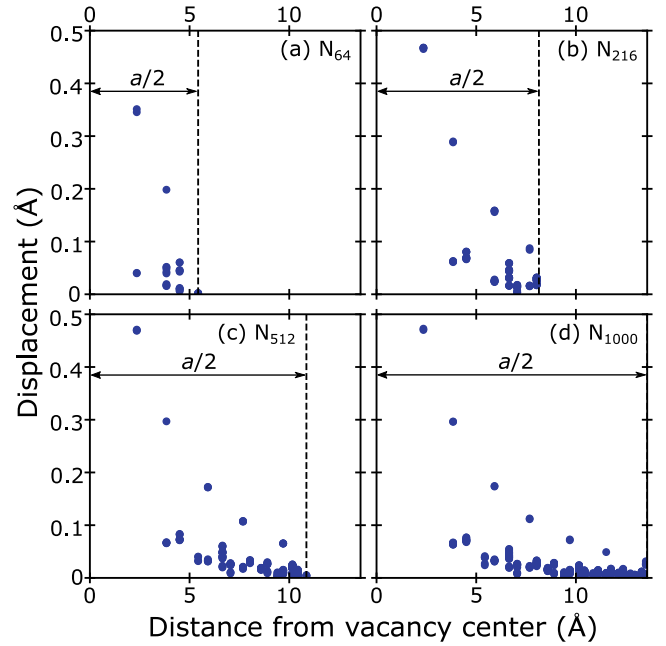 0 5 10 0 5 10
0.5 (a) N64 (b) N216
a/2 a/2
0.4
0.3
0.2
0.1
0
0.5 (c) N512 (d) N1000
a/2 a/2
0.4
0.3
0.2
0.1
0
0 5 10 0 5 10
Displacement (Å)
Distance from vacancy center (Å)